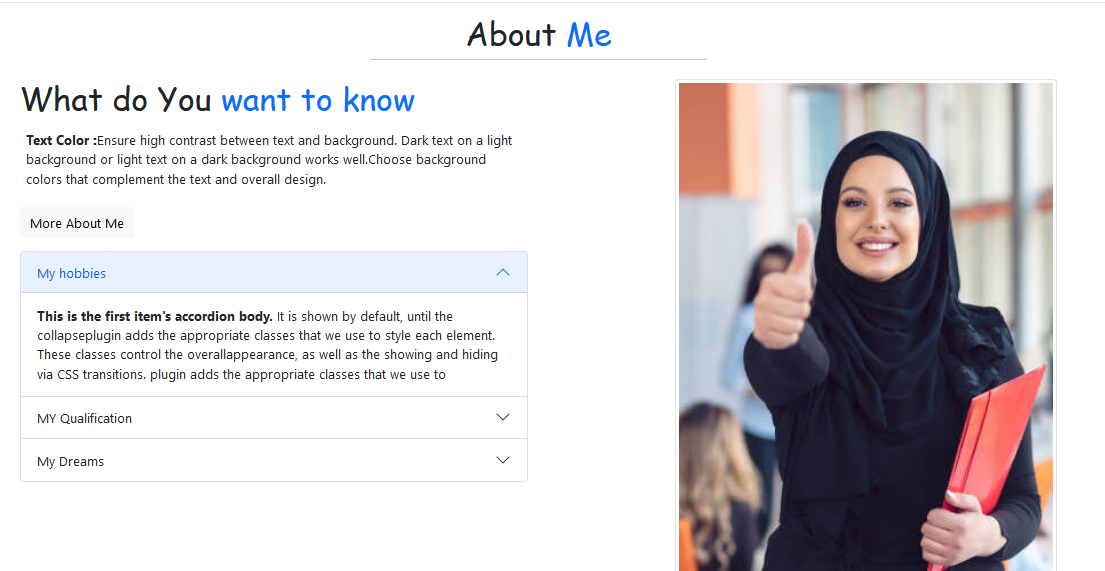 About Me
What do You want to know
Text Color :Ensure high contrast between text and background. Dark text on a light
background or light text on a dark background works well.Choose background
colors that complement the text and overall design.
More About Me
My hobbies
This is the first item's accordion body. It is shown by default, until the
collapseplugin adds the appropriate classes that we use to style each element.
These classes control the overallappearance, as well as the showing and hiding
via CSS transitions. plugin adds the appropriate classes that we use to
MY Qualification
My Dreams